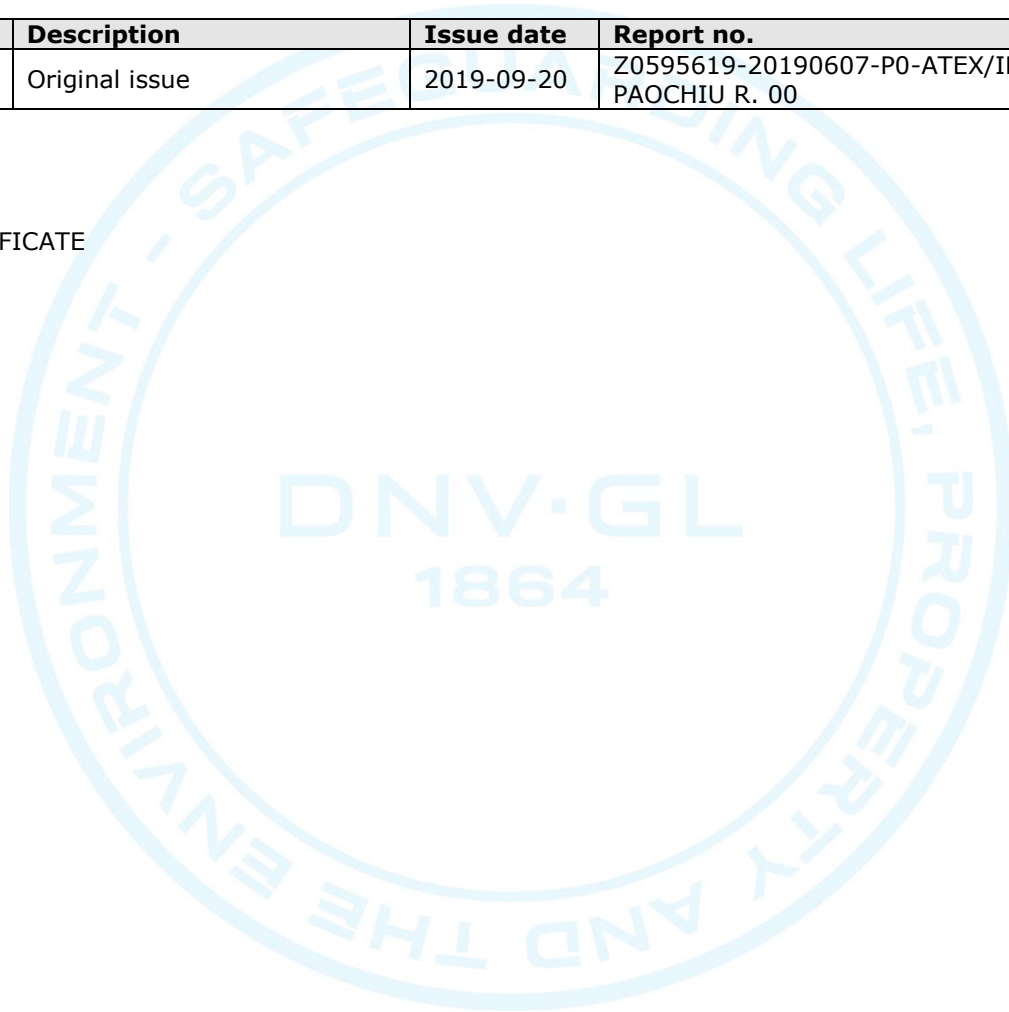 Description Issue date Report no.
Original issue 2019-09-20 Z0595619-20190607-P0-ATEX/
PAOCHIU R. 00
FICATE
SAFEGUARDING LIFE, PROPERTY AND THE ENVIRONMENT -
DNV·GL
1864